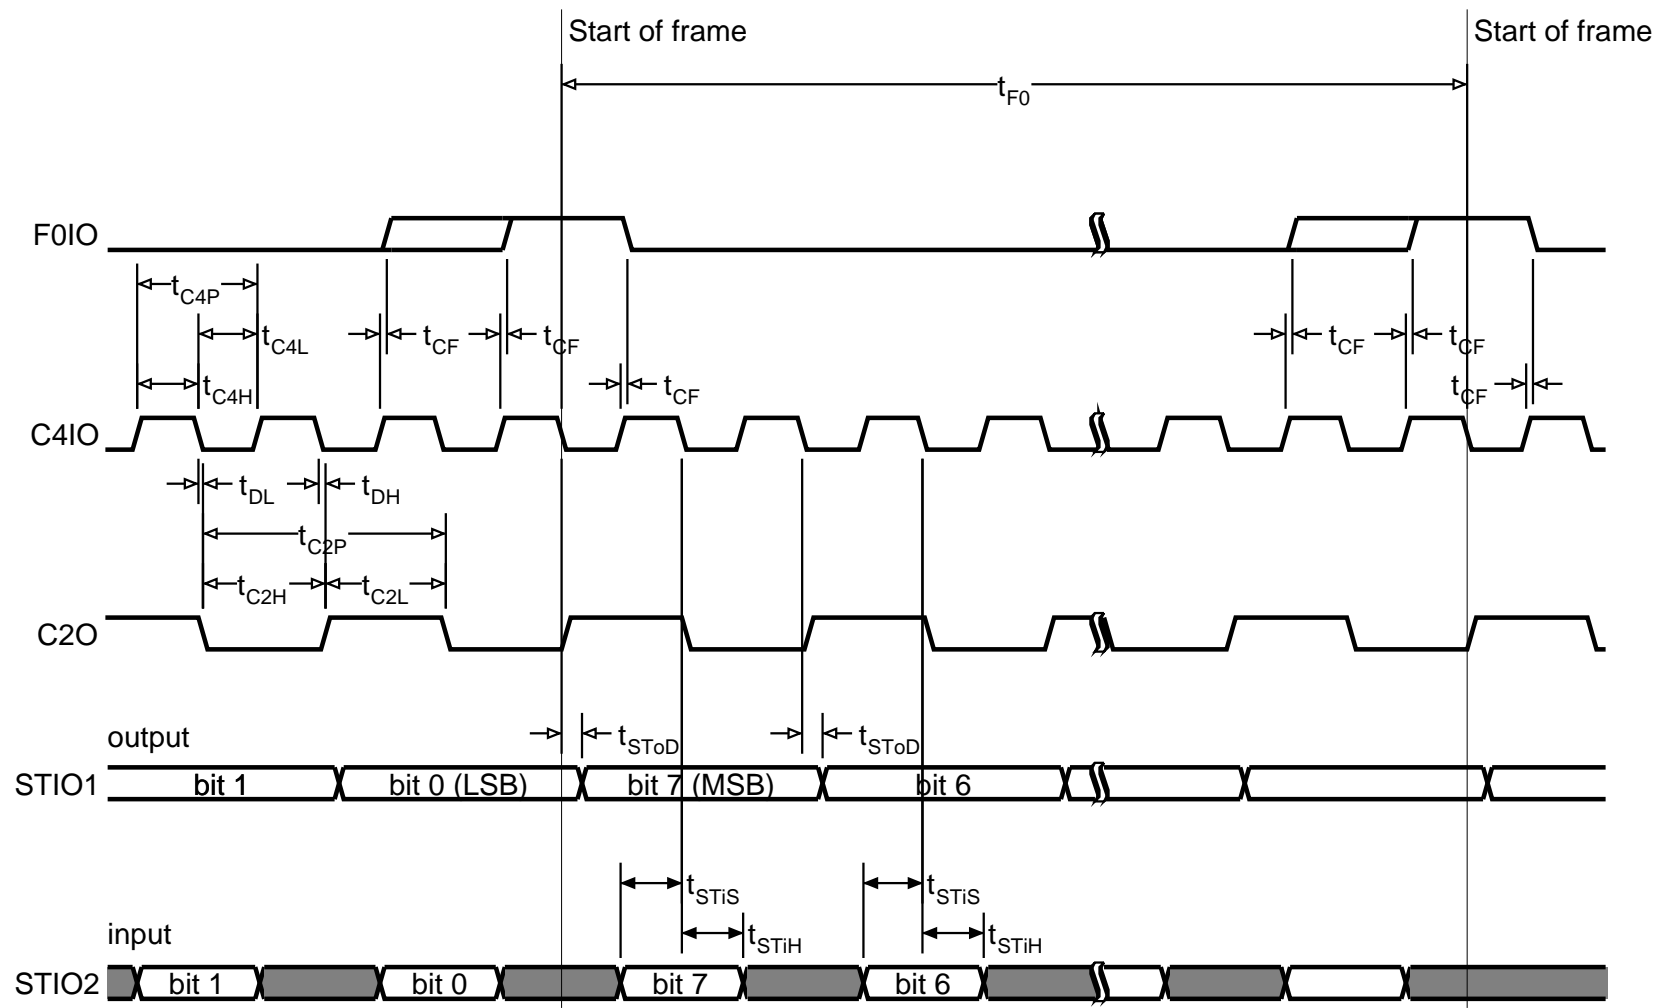 Start of frame
Start of frame
tF0
F0IO
tC4P
tC4L
tCF
tCF
tCF
tCF
tC4H
tCF
tCF
C4IO
tDL
tDH
tC2P
tC2H
tC2L
C2O
output
tSToD
tSToD
STIO1
bit 1
bit 0 (LSB)
bit 7 (MSB)
bit 6
tSTiS
tSTiS
input
tSTiH
tSTiH
STIO2
bit 1
bit 0
bit 7
bit 6